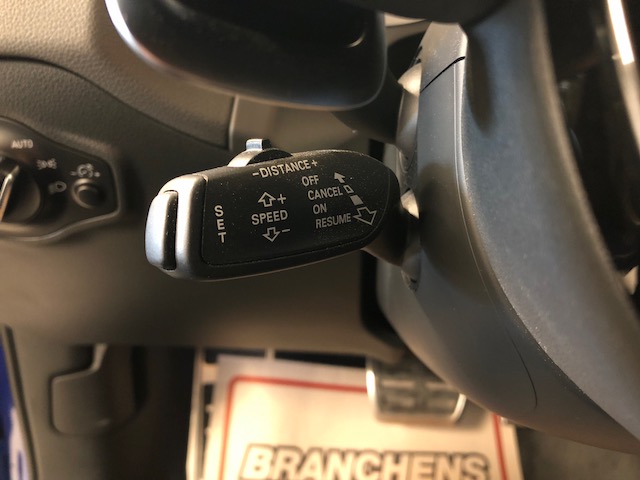 AUTO
-DISTANCE+
OFF
CANCEL
ON
RESUME
+
SPEED
-
SET
BRANCHENS